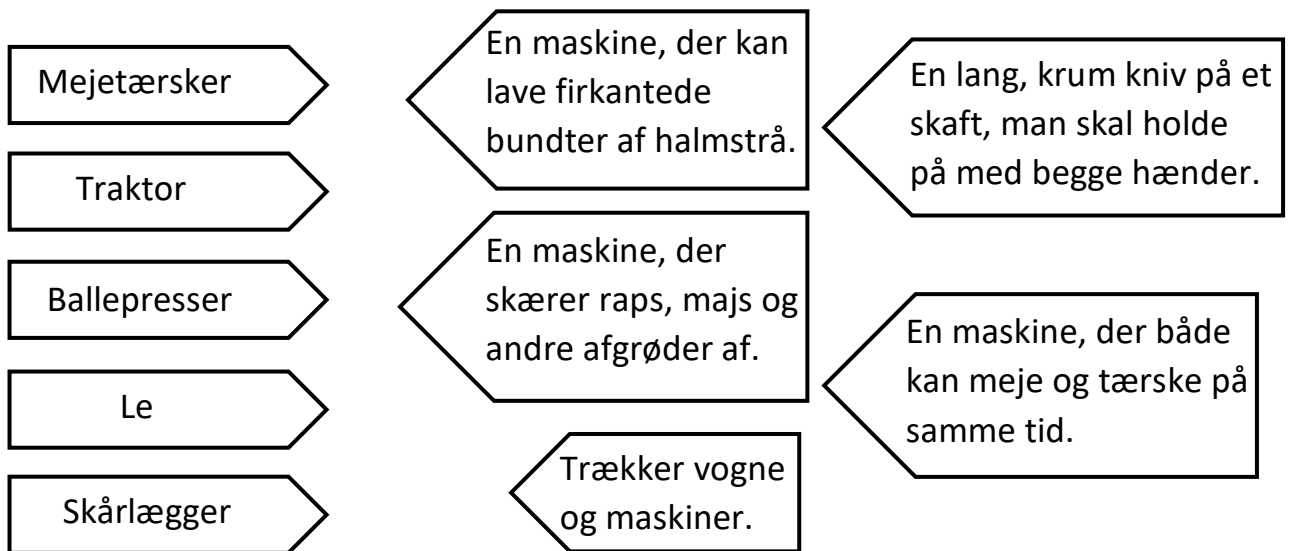 Mejetærsker
Traktor
Ballepresser
Le
Skårlægger
En maskine, der kan
lave firkantede
bundter af halmstrå.
En maskine, der
skærer raps, majs og
andre afgrøder af.
Trækker vogne
og maskiner.
En lang, krum kniv på et
skaft, man skal holde
på med begge hænder.
En maskine, der både
kan meje og tærske på
samme tid.